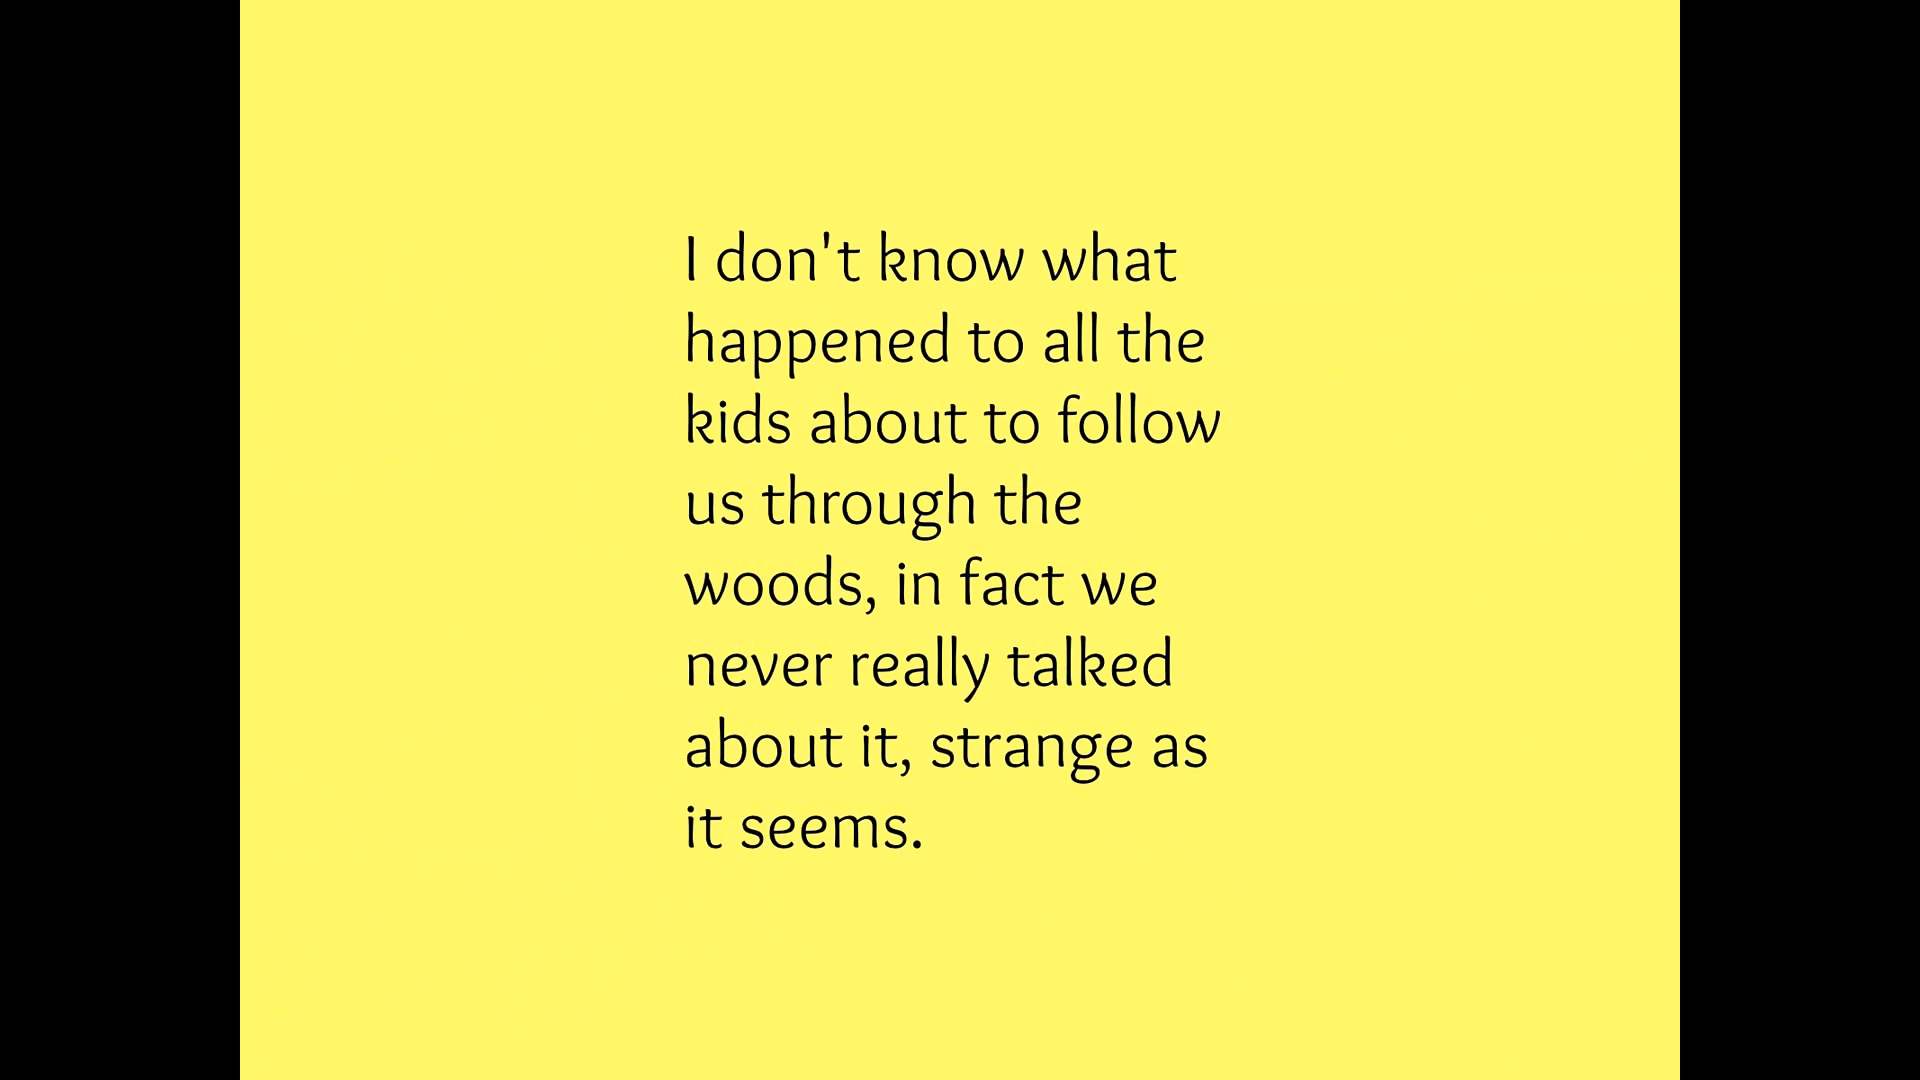 I don't know what
happened to all the
kids about to follow
us through the
woods, in fact we
never really talked
about it, strange as
it seems.